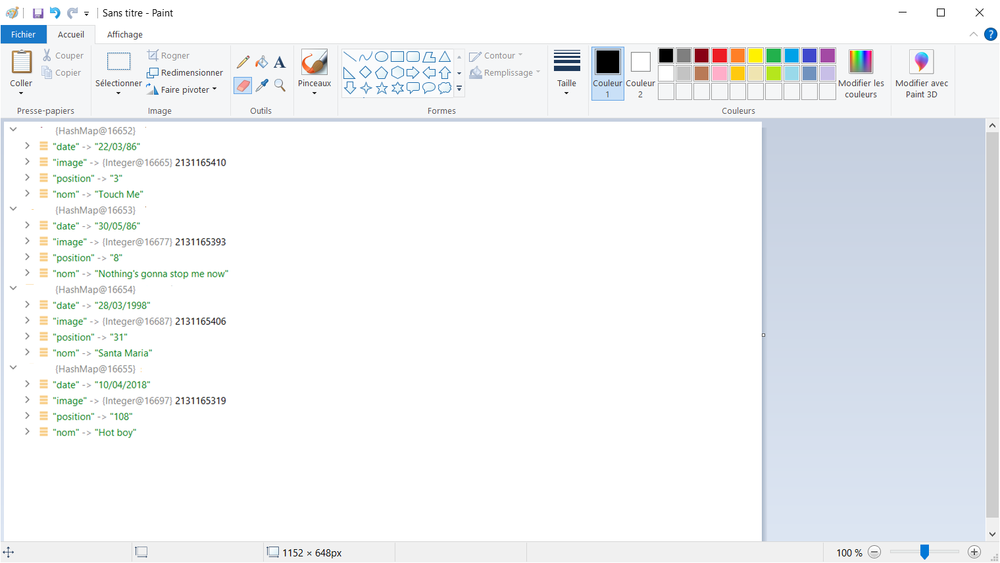 Sans titre - Paint
Fichier Accueil Affichage
Coller
Couper
Copier
Presse-papiers
Sélectionner
Rogner
Redimensionner
Faire pivoter
Image
A
Outils
Pinceaux
Contour
Remplissage
Formes
Taille
Couleur 1
Couleur 2
Modifier les couleurs
Couleurs
Modifier avec Paint 3D
?
{HashMap@16652}
"date" -> "22/03/86"
"image" -> {Integer@16665} 2131165410
"position" -> "3"
"nom" -> "Touch Me"
{HashMap@16653}
"date" -> "30/05/86"
"image" -> {Integer@16677} 2131165393
"position" -> "8"
"nom" -> "Nothing's gonna stop me now"
{HashMap@16654}
"date" -> "28/03/1998"
"image" -> {Integer@16687} 2131165406
"position" -> "31"
"nom" -> "Santa Maria"
{HashMap@16655}
"date" -> "10/04/2018"
"image" -> {Integer@16697} 2131165319
"position" -> "108"
"nom" -> "Hot boy"
1152 × 648px
100 %